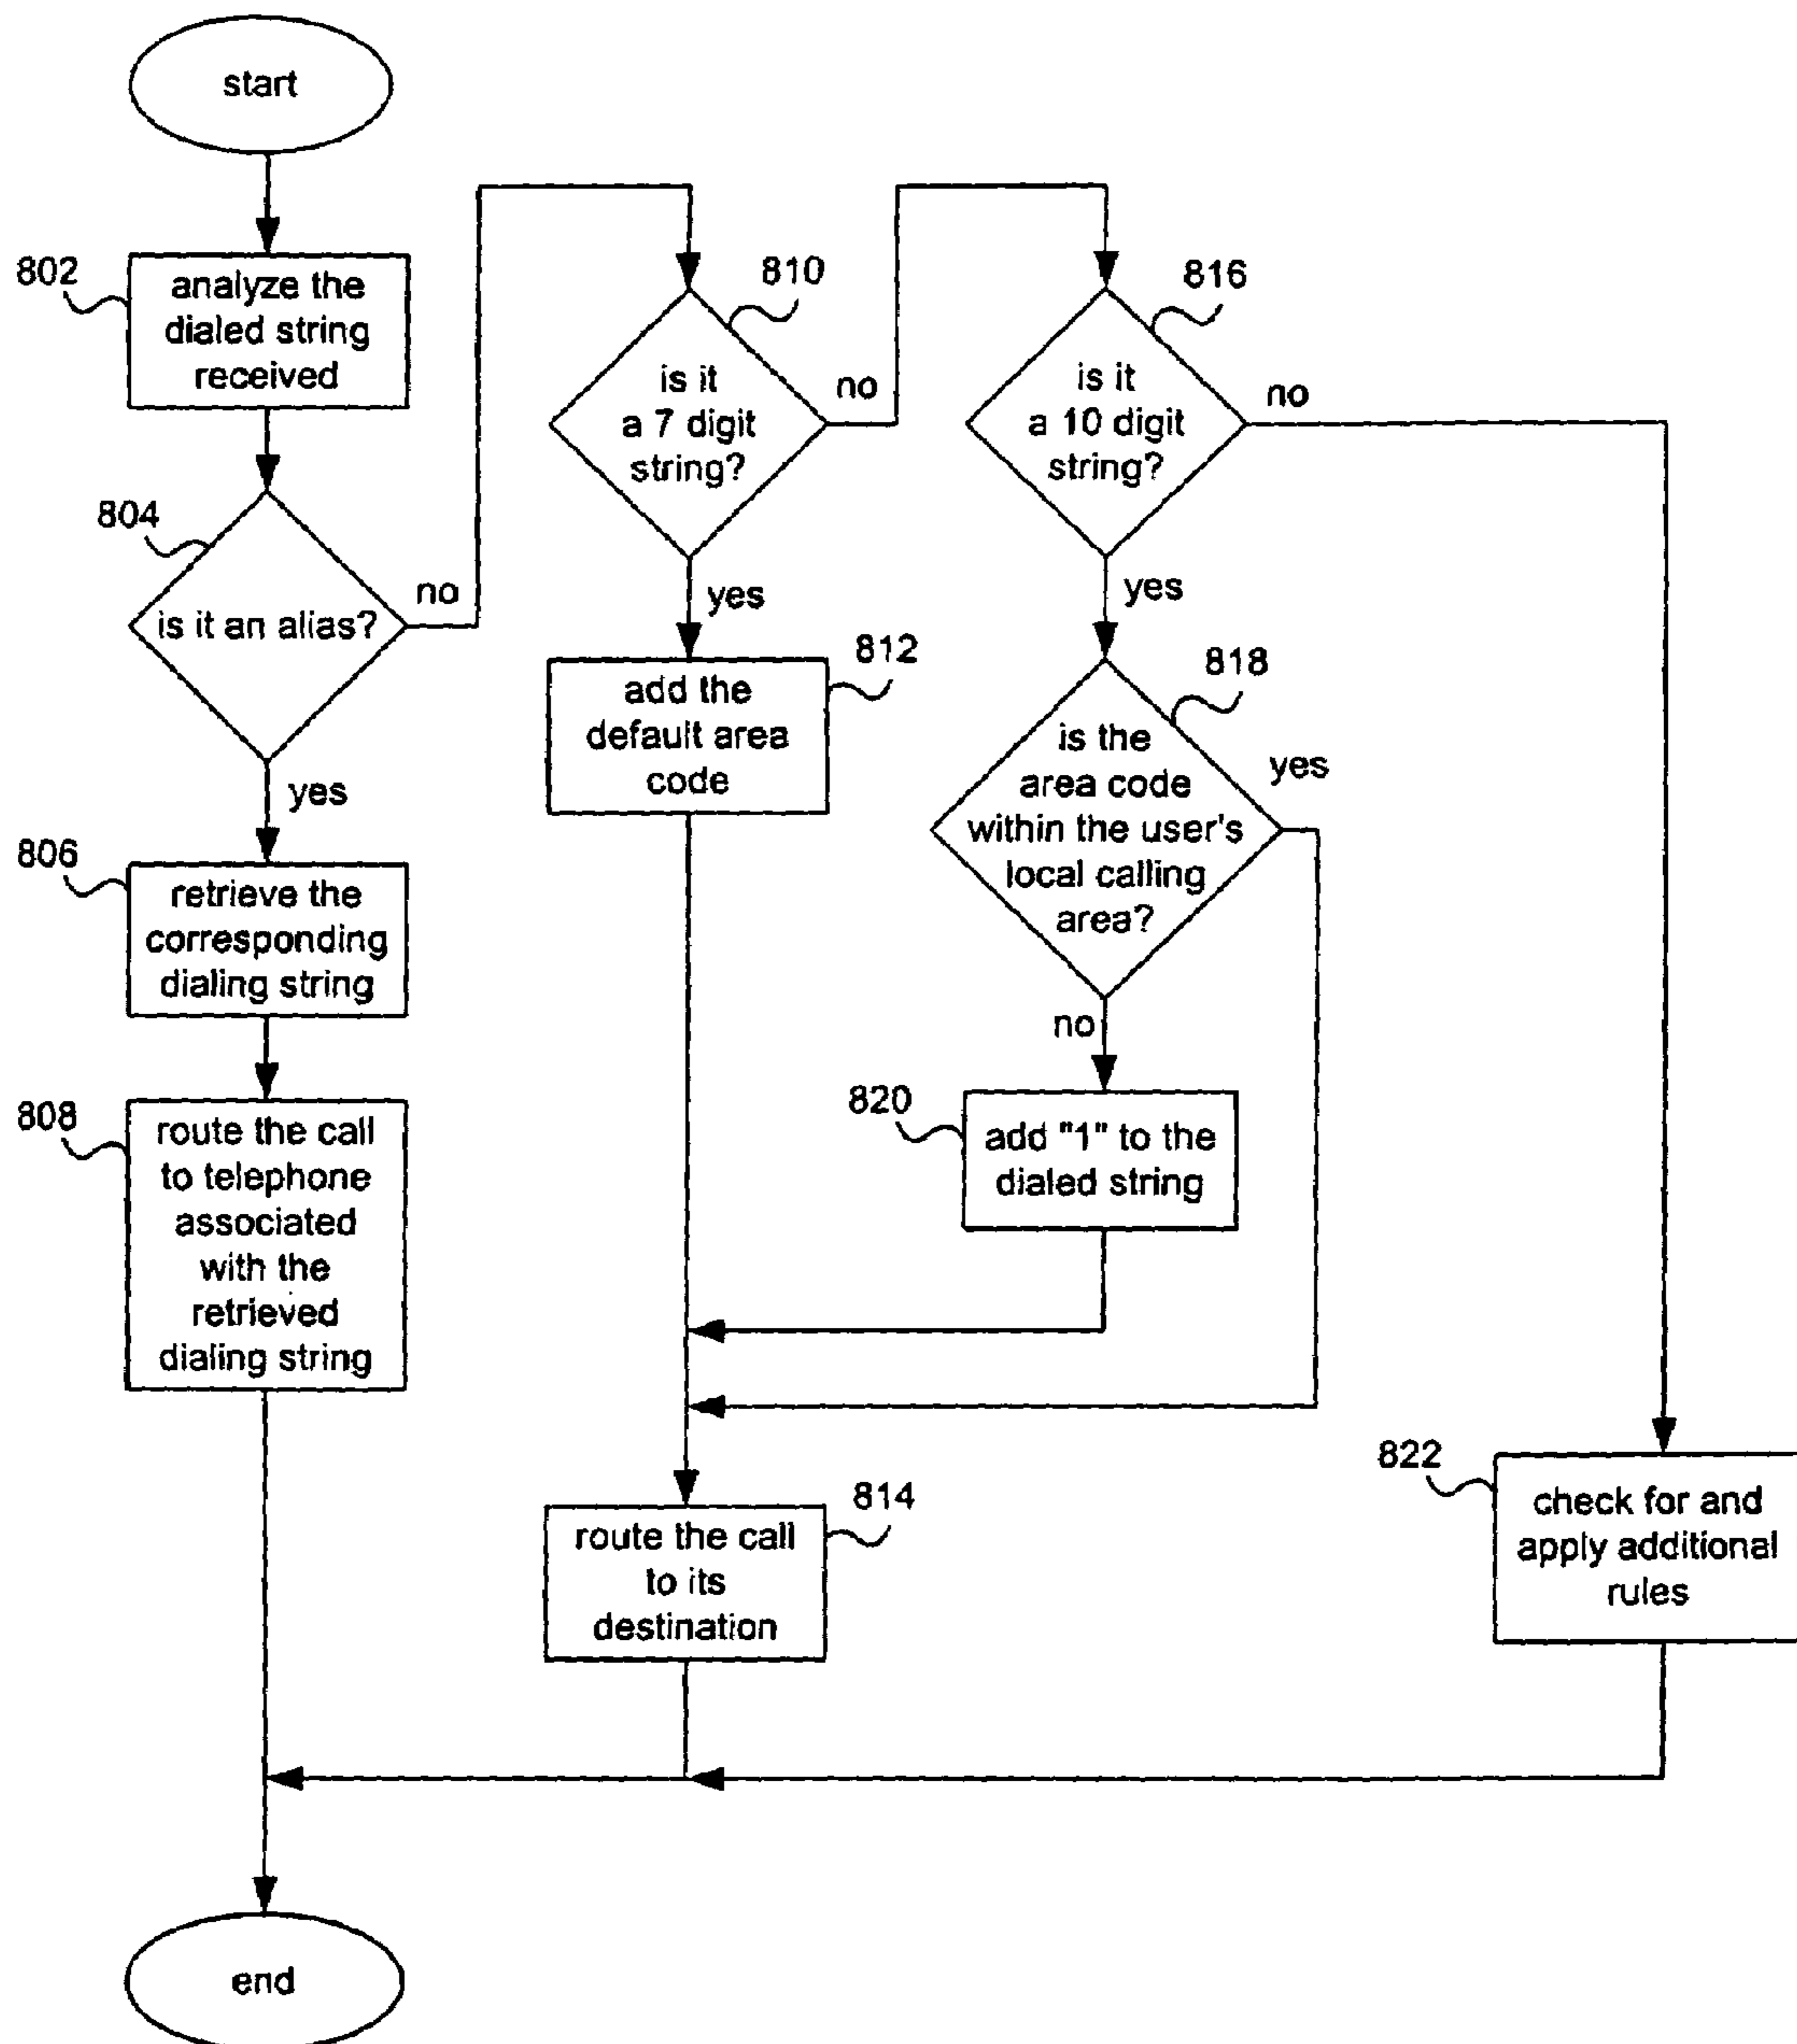 start
802
analyze the
dialed string
received
804
is it an alias?
no
yes
806
retrieve the
corresponding
dialing string
808
route the call
to telephone
associated
with the
retrieved
dialing string
810
is it
a 7 digit
string?
no
yes
812
add the
default area
code
816
is it
a 10 digit
string?
no
yes
818
is the
area code
within the user's
local calling
area?
yes
no
820
add "1" to the
dialed string
814
route the call
to its
destination
822
check for and
apply additional
rules
end